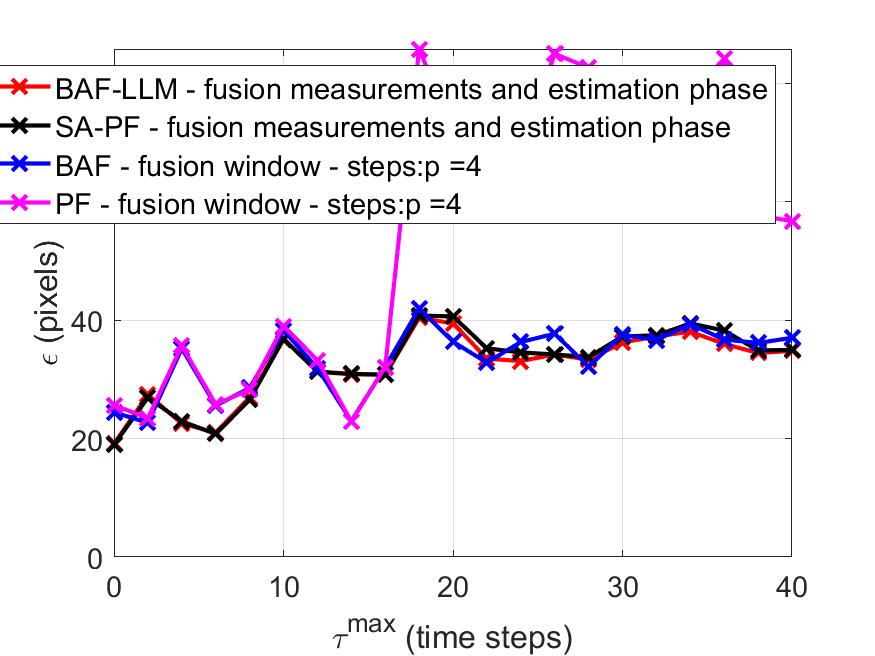 BAF-LLM - fusion measurements and estimation phase
SA-PF - fusion measurements and estimation phase
BAF - fusion window - steps:p =4
PF - fusion window - steps:p =4
ϵ (pixels)
40
20
0
0 10 20 30 40
τ^max (time steps)